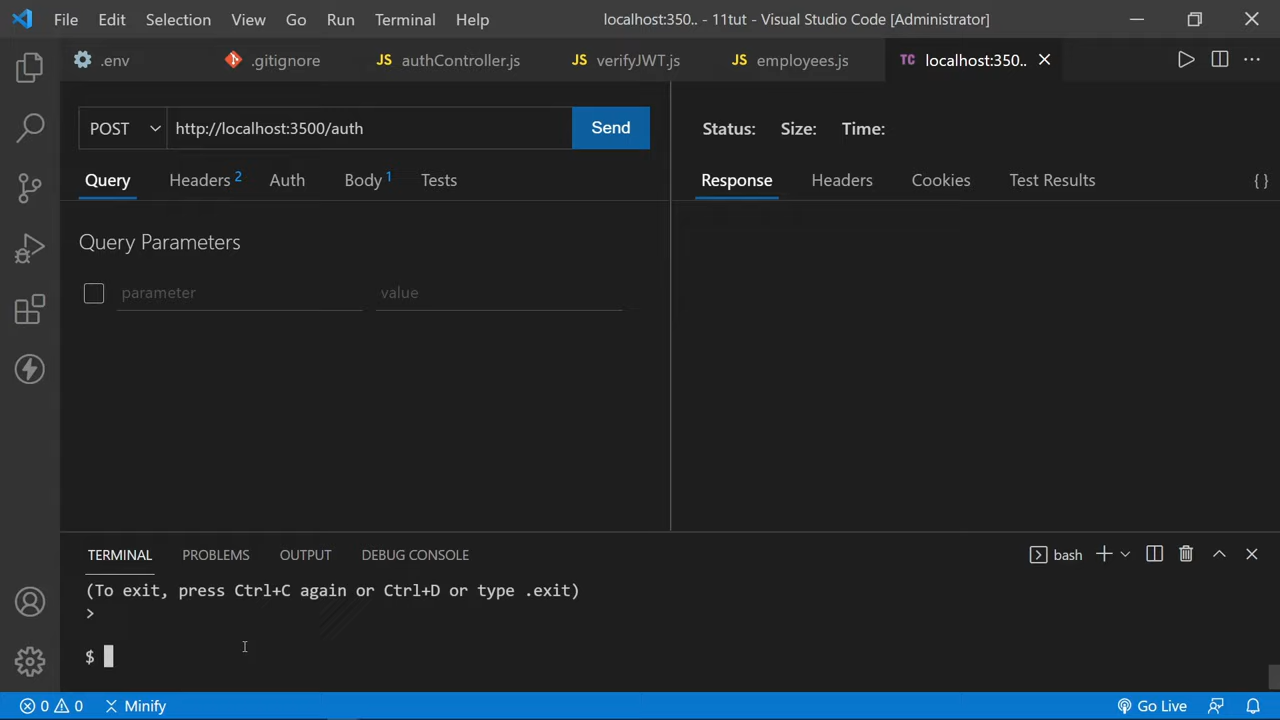 File Edit Selection View Go Run Terminal Help localhost:350.. - 11tut - Visual Studio Code [Administrator]
.env .gitignore JS authController.js JS verifyJWT.js JS employees.js TC localhost:350..
POST http://localhost:3500/auth Send Status: Size: Time:
Query Headers 2 Auth Body 1 Tests Response Headers Cookies Test Results { }
Query Parameters
parameter value
TERMINAL PROBLEMS OUTPUT DEBUG CONSOLE bash
(To exit, press Ctrl+C again or Ctrl+D or type .exit)
>
$
0 0 Minify Go Live